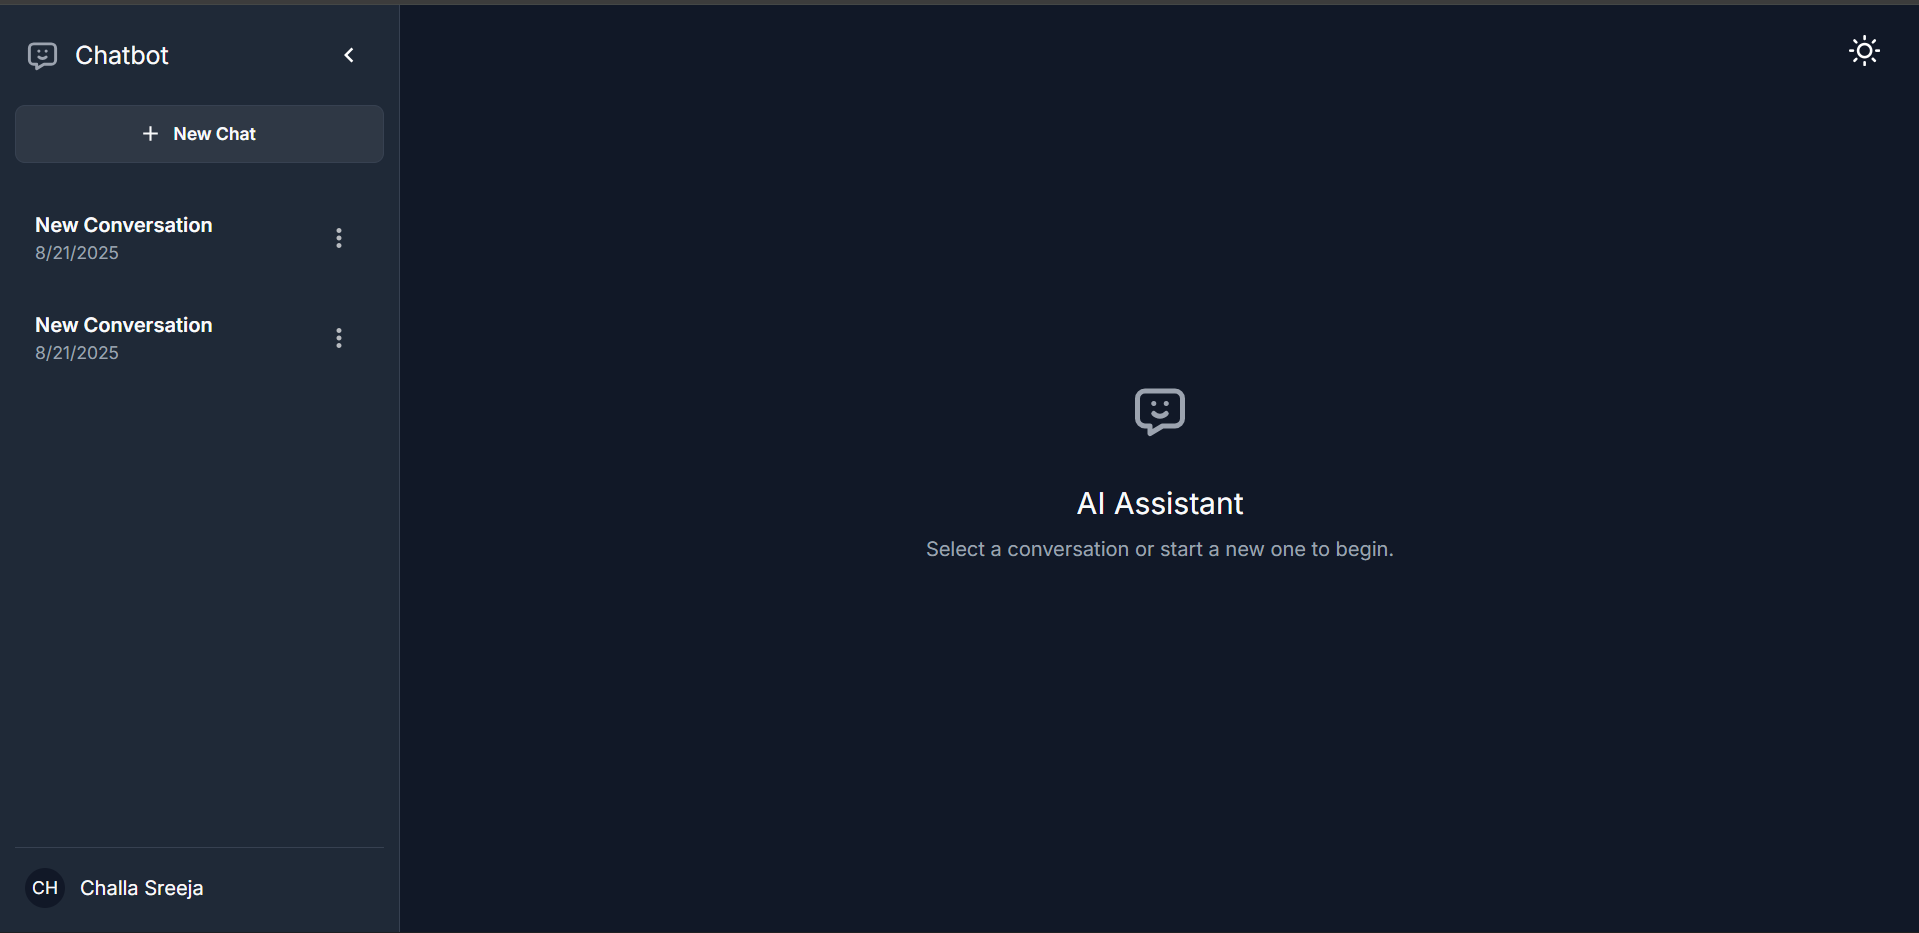 Chatbot
New Chat
New Conversation
8/21/2025
New Conversation
8/21/2025
AI Assistant
Select a conversation or start a new one to begin.
CH
Challa Sreeja